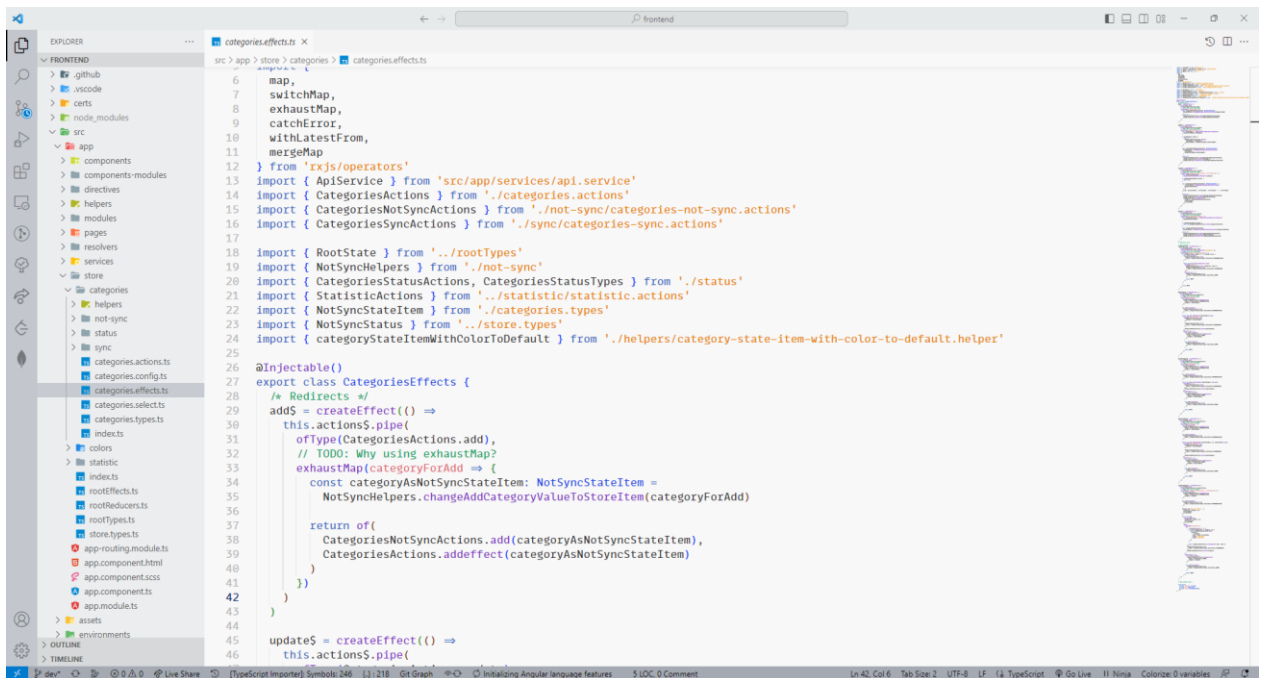 frontend
EXPLORER
···
categories.effects.ts
FRONTEND
src > app > store > categories > categories.effects.ts
.github
.vscode
certs
node_modules
src
app
components
components-modules
directives
helpers
modules
pages
resolvers
services
store
categories
helpers
not-sync
status
sync
categories.actions.ts
categories.config.ts
categories.effects.ts
categories.select.ts
categories.types.ts
index.ts
colors
statistic
index.ts
rootEffects.ts
rootReducers.ts
rootTypes.ts
store.types.ts
app-routing.module.ts
app.component.html
app.component.scss
app.component.ts
app.module.ts
assets
environments
OUTLINE
TIMELINE
6 map,
7 switchMap,
8 exhaustMap,
9 catchError,
10 withLatestFrom,
11 mergeMap
12 } from 'rxjs/operators'
13 import { ApiService } from 'src/app/services/api.service'
14 import { CategoriesActions } from './categories.actions'
15 import { CategoriesNotSyncActions } from './not-sync/categories-not-sync.actions'
16 import { CategoriesSyncActions } from './sync/categories-sync.actions'
17
18 import { RootState } from '../rootTypes'
19 import { NotSyncHelpers } from './not-sync'
20 import { CategoriesStatusActions, CategoriesStatusTypes } from './status'
21 import { StatisticActions } from '../statistic/statistic.actions'
22 import { NotSyncStateItem } from './categories.types'
23 import { NotSyncStatus } from '../store.types'
24 import { categoryStateItemWithColorToDefault } from './helpers/category-state-item-with-color-to-default.helper'
25
26 @Injectable()
27 export class CategoriesEffects {
28 /* Redirects */
29 add$ = createEffect(() ⇒
30 this.actions$.pipe(
31 ofType(CategoriesActions.add),
32 // TODO: Why using exhaustMap?
33 exhaustMap(categoryForAdd ⇒ {
34 const categoryAsNotSyncStateItem: NotSyncStateItem =
35 NotSyncHelpers.changeAddCategoryValueToStoreItem(categoryForAdd)
36
37 return of(
38 CategoriesNotSyncActions.add(categoryAsNotSyncStateItem),
39 CategoriesActions.addeffect(categoryAsNotSyncStateItem)
40 )
41 })
42 )
43 )
44
45 update$ = createEffect(() ⇒
46 this.actions$.pipe(
dev* 0 0 0 Live Share [TypeScript Importer]: Symbols: 246 {..} : 218 Git Graph Initializing Angular language features 5 LOC, 0 Comment Ln 42, Col 6 Tab Size: 2 UTF-8 LF TypeScript Go Live Ninja Colorize: 0 variables